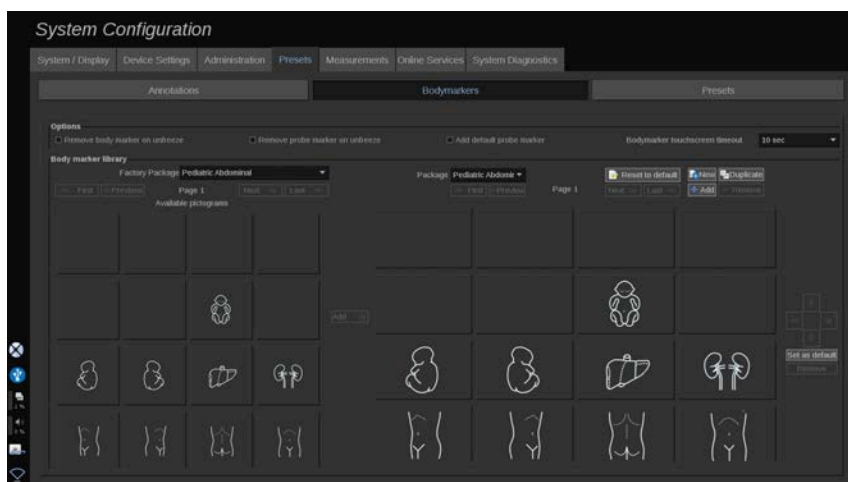 System Configuration
System / Display Device Settings Administration Presets Measurements Online Services System Diagnostics
Annotations Bodymarkers Presets
Options
Remove body marker on unfreeze Remove probe marker on unfreeze Add default probe marker Bodymarker touchscreen timeout 10 sec
Body marker library
Factory Package Pediatric Abdominal Package Pediatric Abdomir Reset to default New Duplicate
First Previous Page 1 Next Last First Previou Page 1 Next Last Add Remove
Available pictograms
Add
Set as default
Remove